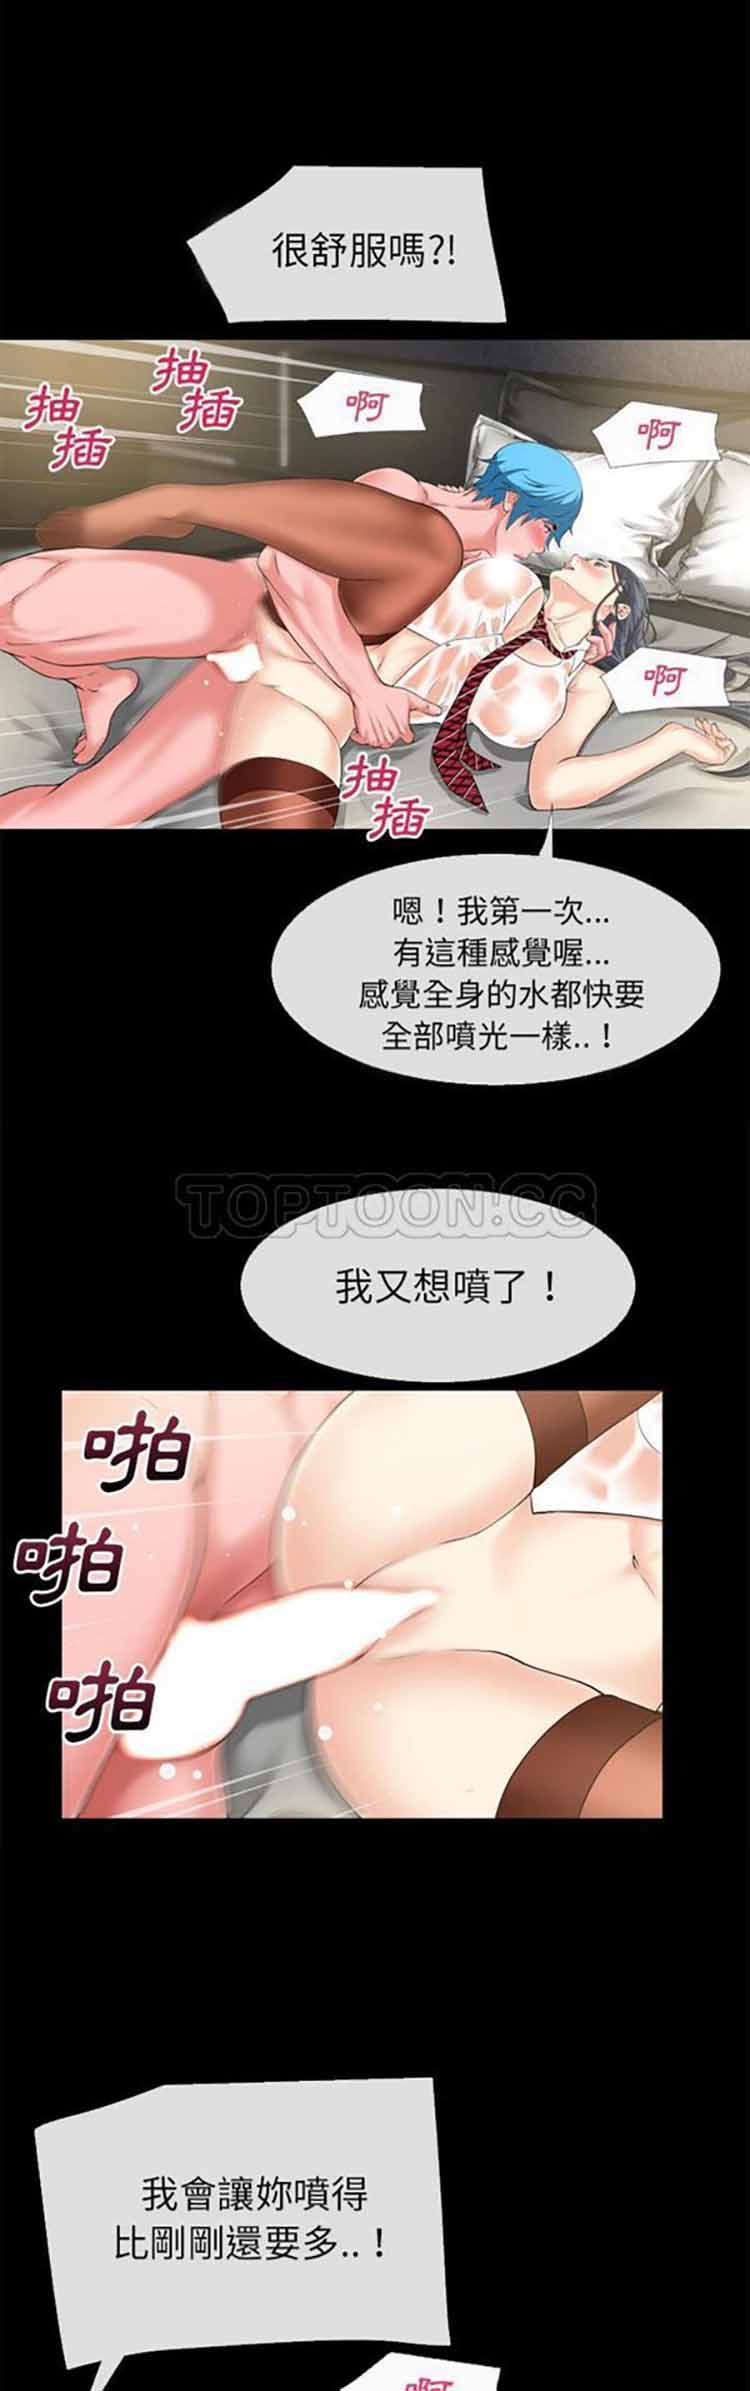 很舒服嗎?!
抽
插
抽
插
啊
啊
啊
抽
插
嗯！我第一次...
有這種感覺喔...
感覺全身的水都快要
全部噴光一樣..！
TOPTOON.CC
我又想噴了！
啪
啪
啪
我會讓妳噴得
比剛剛還要多..！
啊